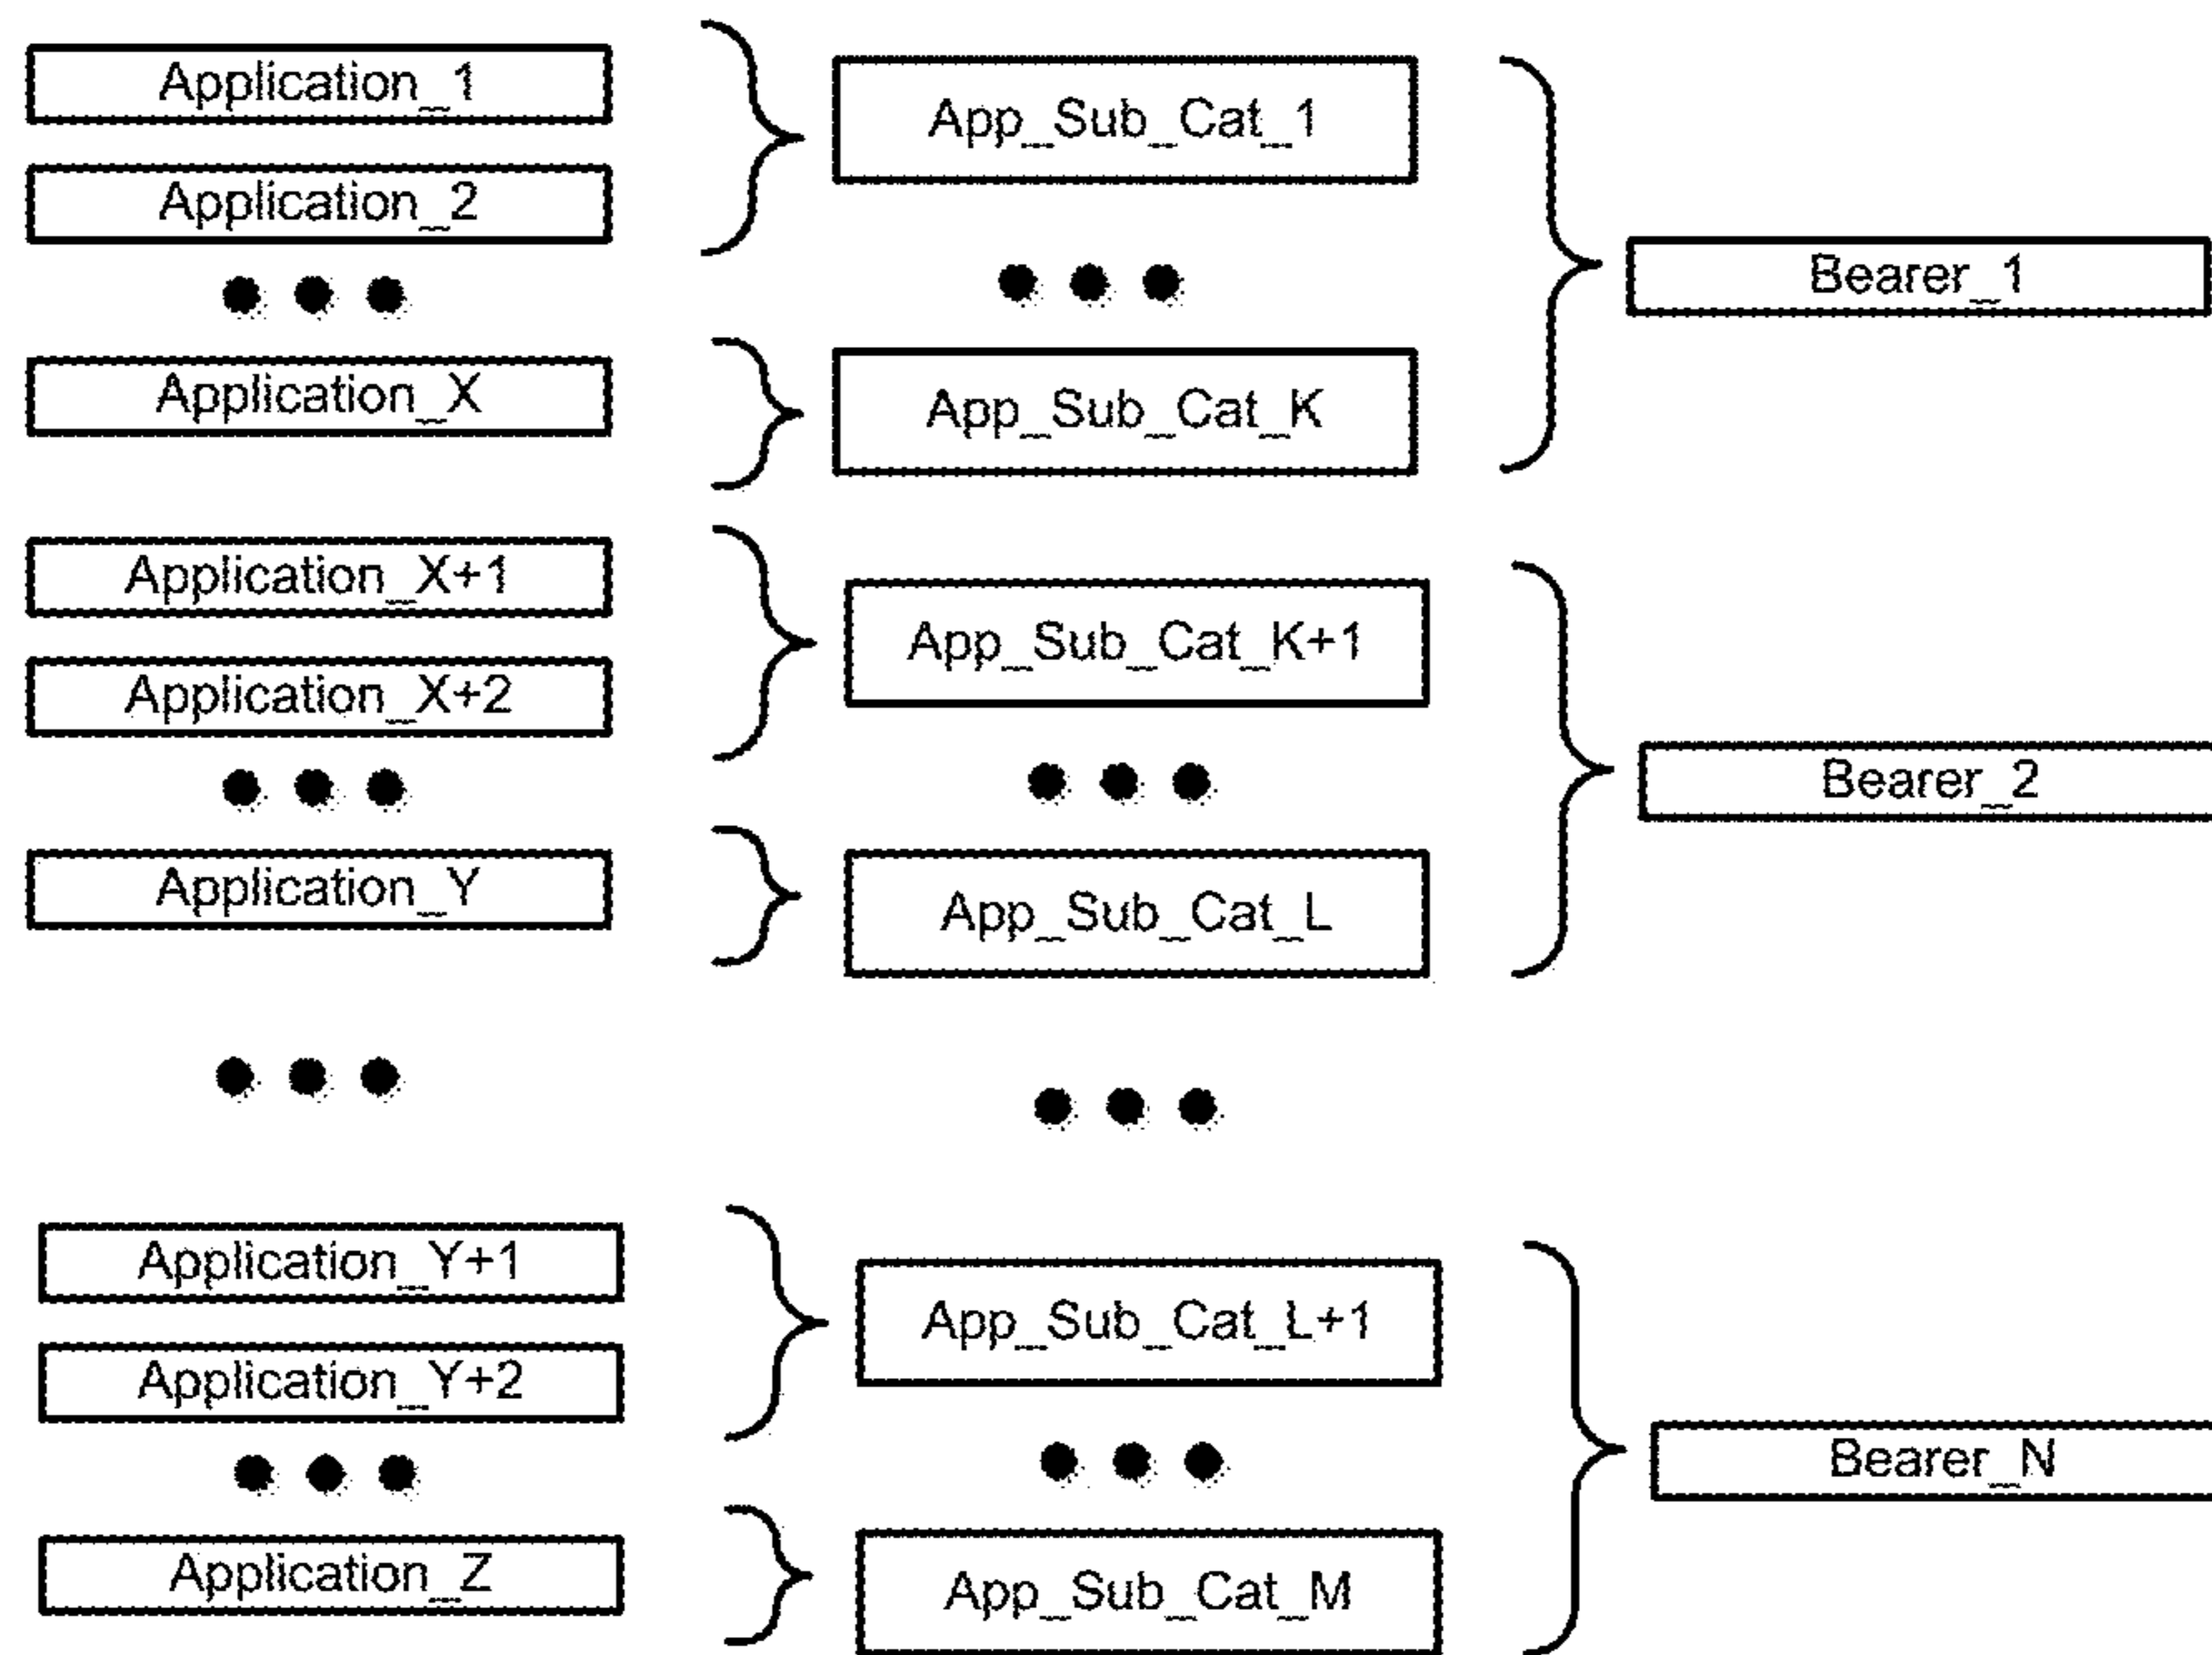 Application_1
Application_2
Application_X
Application_X+1
Application_X+2
Application_Y
Application_Y+1
Application_Y+2
Application_Z
App_Sub_Cat_1
App_Sub_Cat_K
App_Sub_Cat_K+1
App_Sub_Cat_L
App_Sub_Cat_L+1
App_Sub_Cat_M
Bearer_1
Bearer_2
Bearer_N